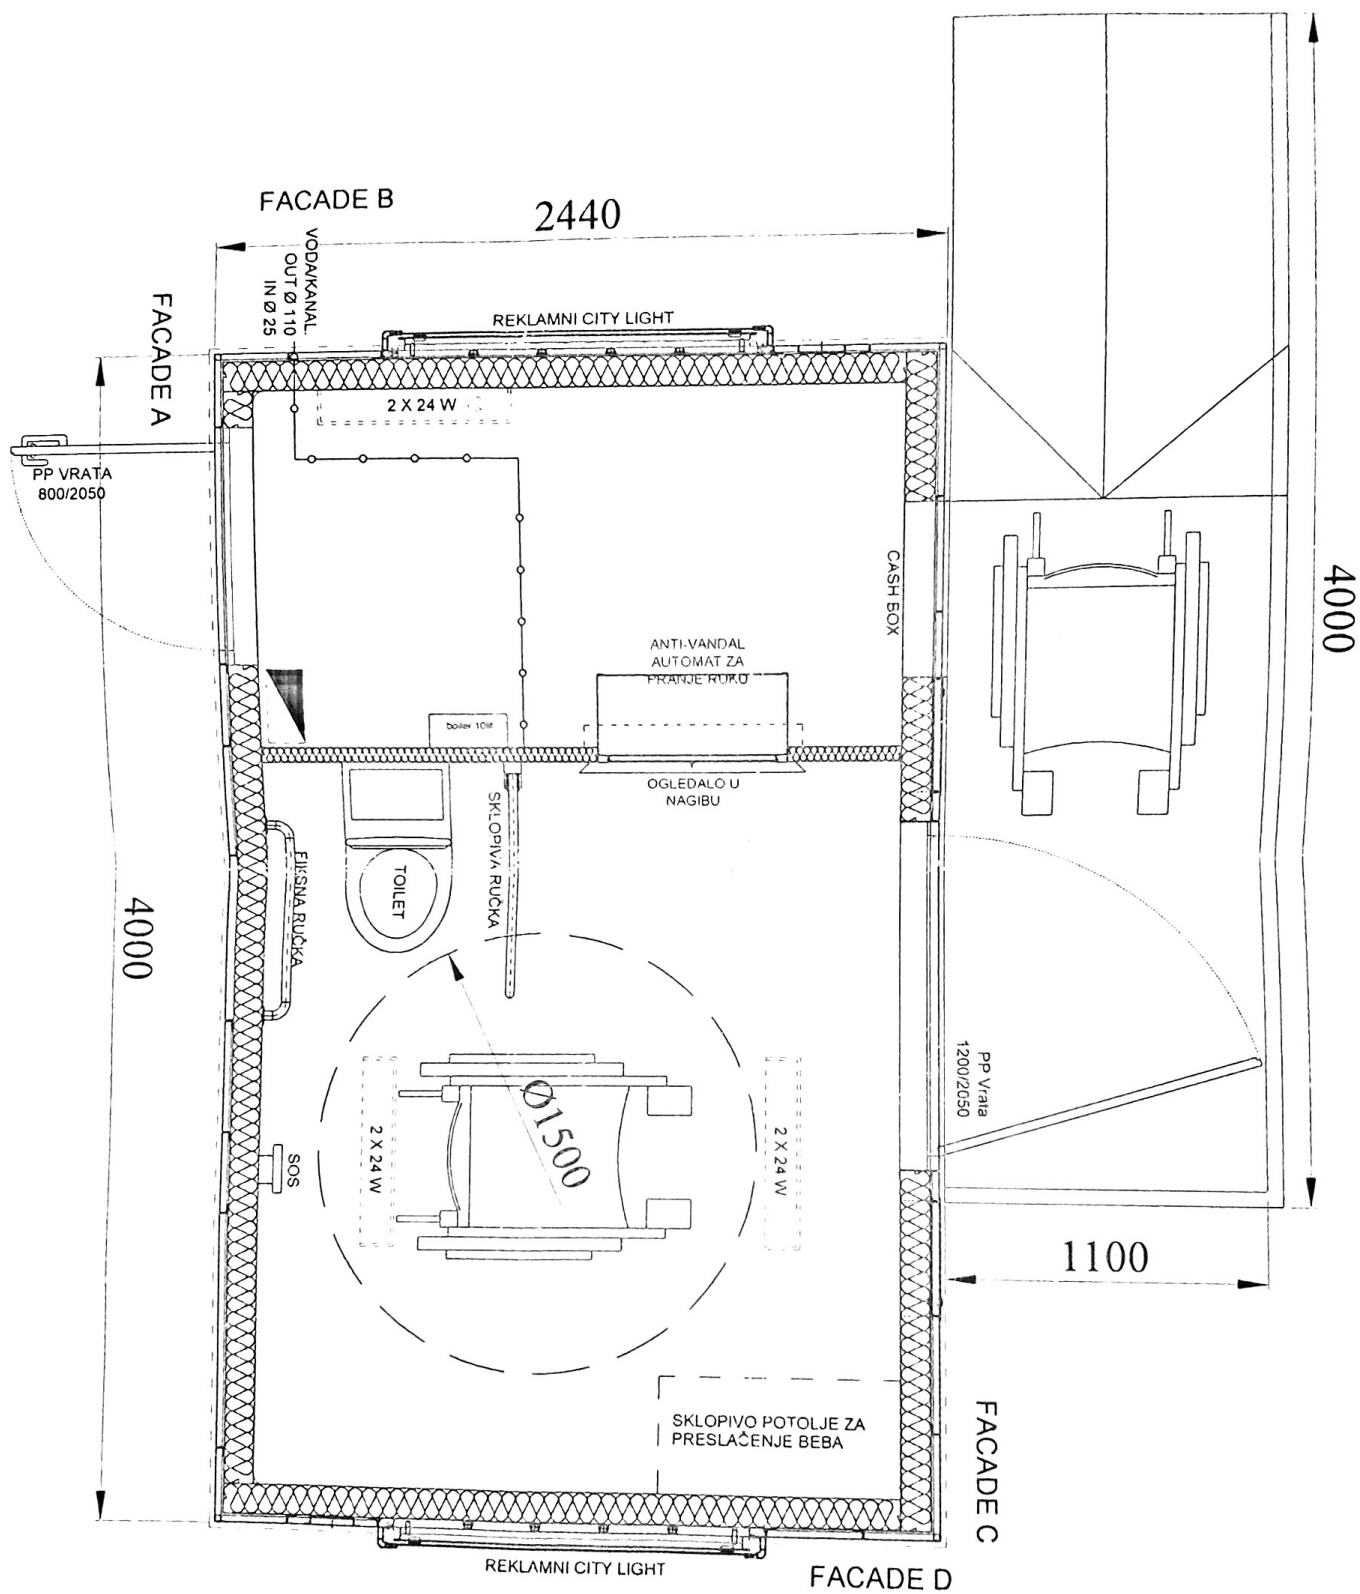 FACADE B
2440
VODA/KANAL.
OUT Ø 110
IN Ø 25
FACADE A
REKLAMNI CITY LIGHT
2 X 24 W
PP VRATA
800/2050
CASH BOX
4000
ANTI-VANDAL
AUTOMAT ZA
PRANJE RUKU
boiler 10lit
OGLEDALO U
NAGIBU
SKLOPIVA RUČKA
TOILET
FIKSNA RUČKA
4000
PP Vrata
1200/2050
Ø1500
2 X 24 W
2 X 24 W
SOS
1100
SKLOPIVO POTOLJE ZA
PRESLAČENJE BEBA
FACADE C
REKLAMNI CITY LIGHT
FACADE D